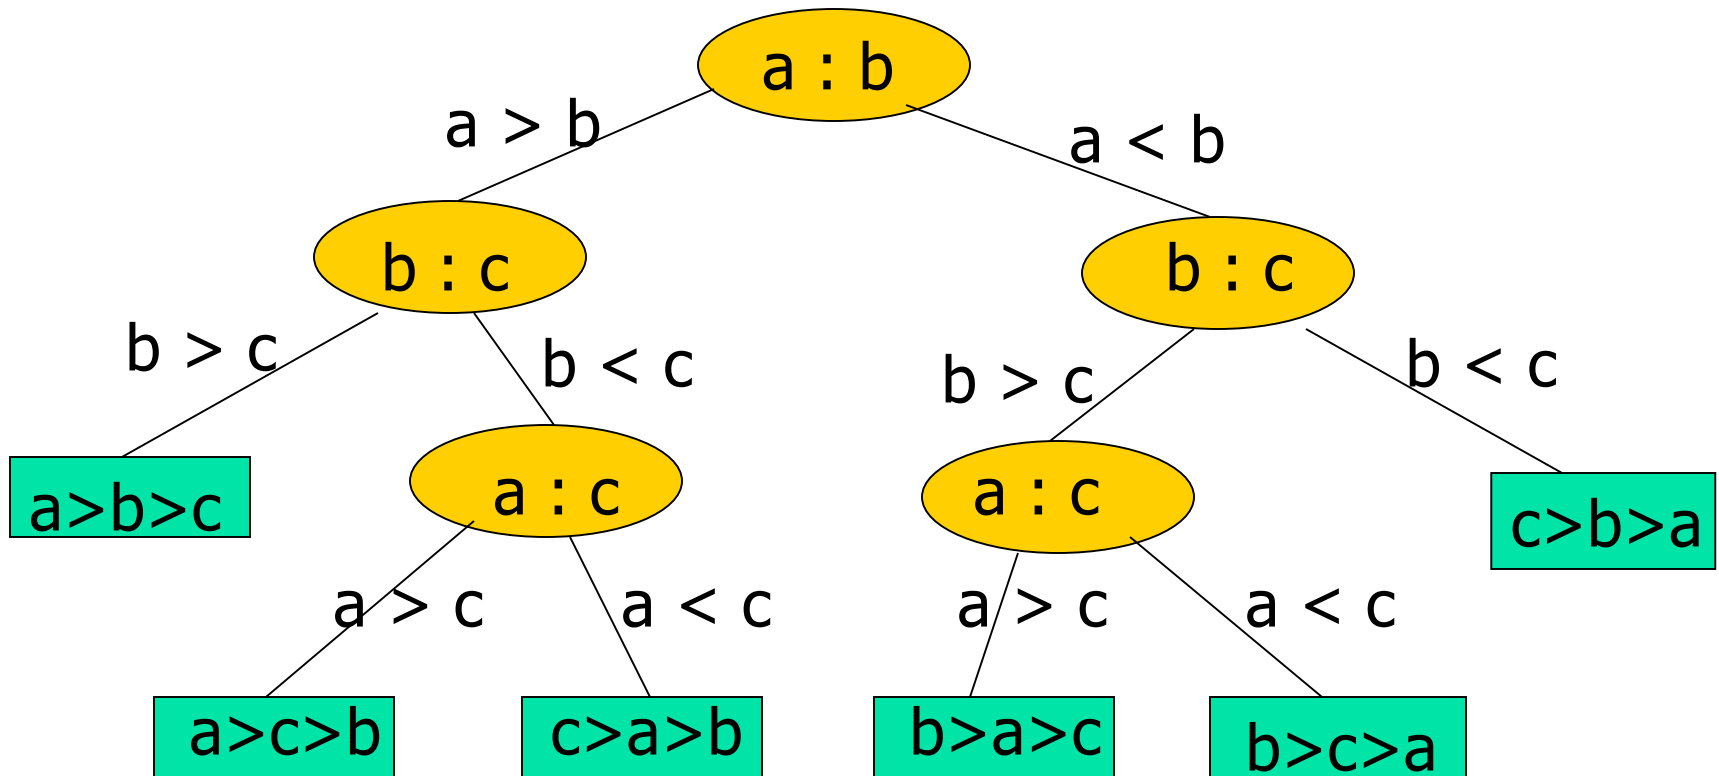 a : b
a > b
a < b
b : c
b : c
b > c
b < c
b > c
b < c
a>b>c
a : c
a : c
c>b>a
a > c
a < c
a > c
a < c
a>c>b
c>a>b
b>a>c
b>c>a